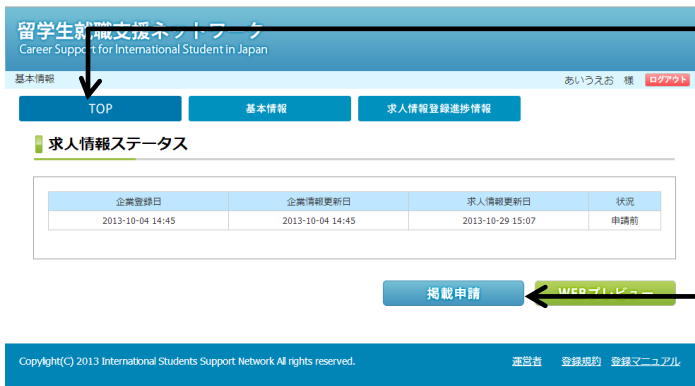 留学生就職支援ネットワーク
Career Support for International Student in Japan
基本情報
あいうえお 様 ログアウト
TOP 基本情報 求人情報登録進捗情報
求人情報ステータス
企業登録日 企業情報更新日 求人情報更新日 状況
2013-10-04 14:45 2013-10-04 14:45 2013-10-29 15:07 申請前
掲載申請 WEBプレビュー
Copylight(C) 2013 International Students Support Network All rights reserved. 運営者 登録規約 登録マニュアル